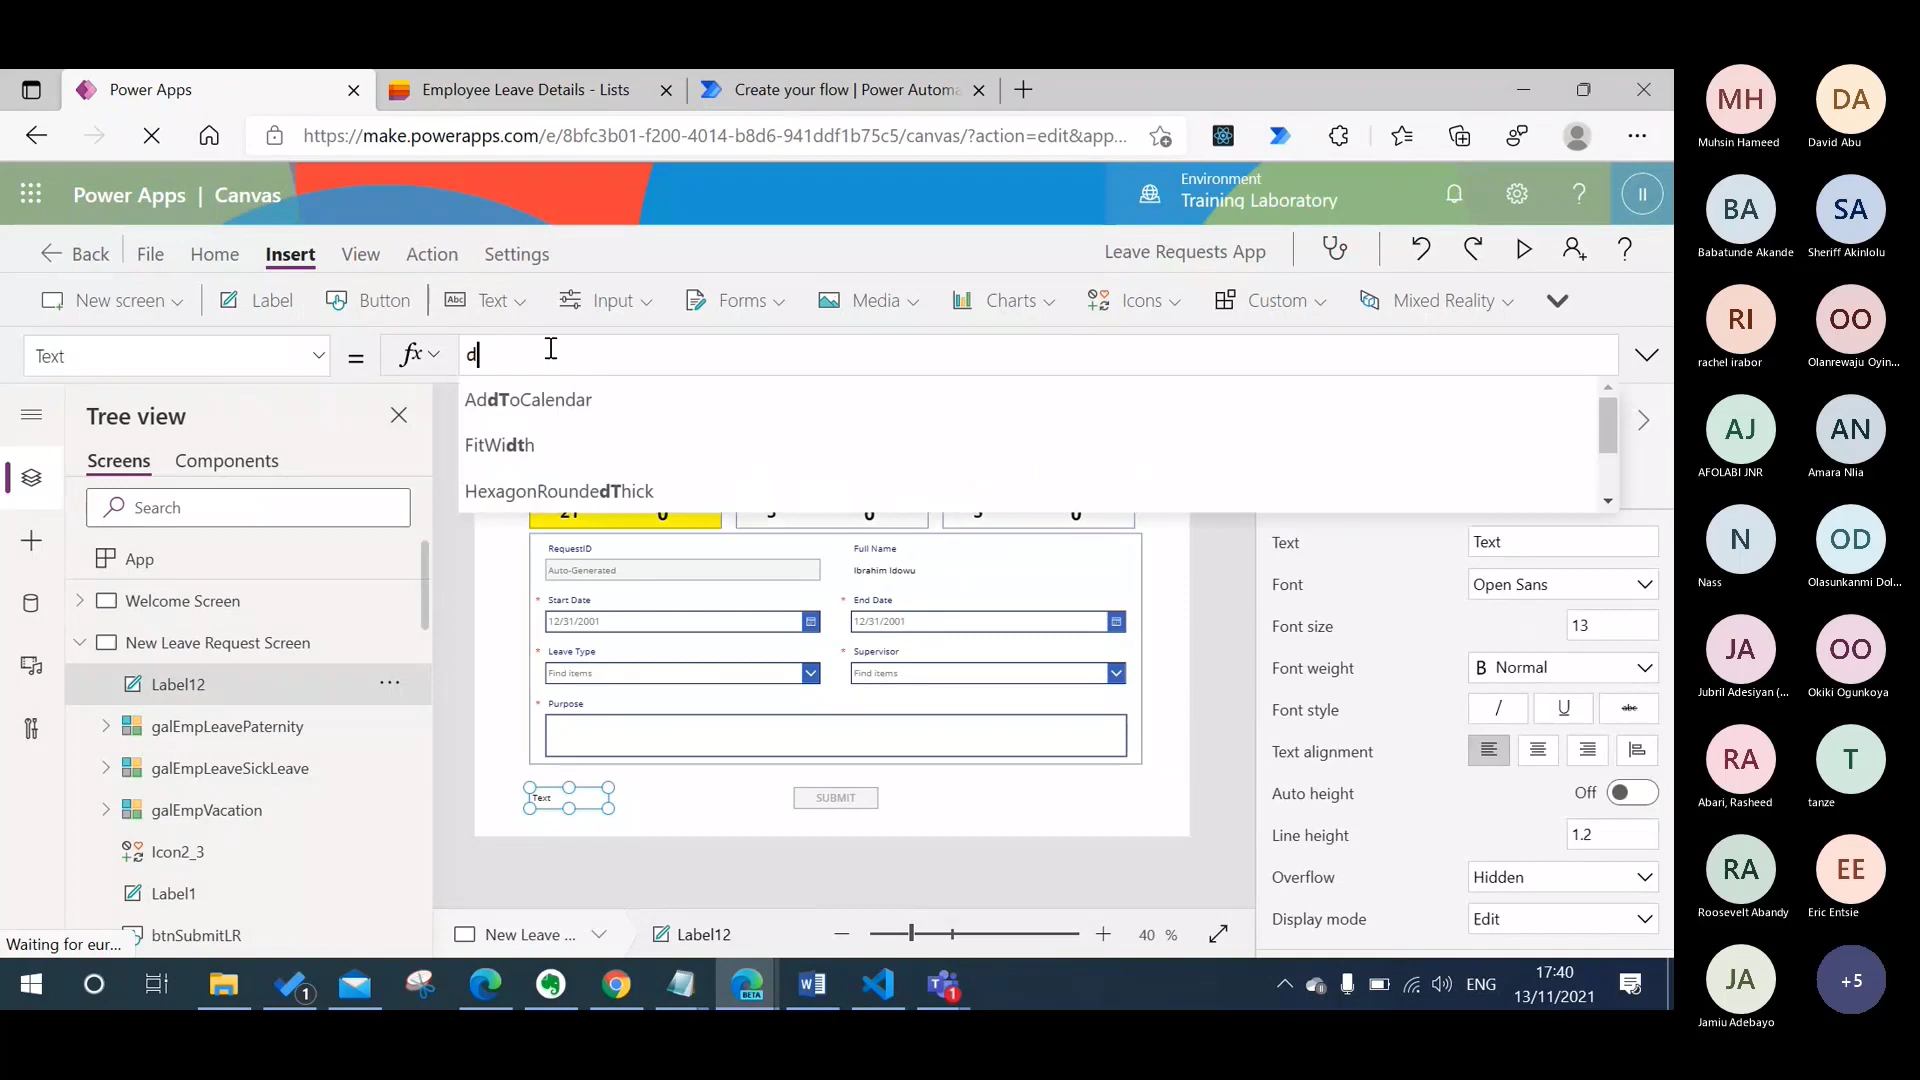 Power Apps
Employee Leave Details - Lists
Create your flow | Power Automa
https://make.powerapps.com/e/8bfc3b01-f200-4014-b8d6-941ddf1b75c5/canvas/?action=edit&app...
Power Apps | Canvas
Environment
Training Laboratory
II
Back
File
Home
Insert
View
Action
Settings
Leave Requests App
New screen
Label
Button
Abc
Text
Input
Forms
Media
Charts
Icons
Custom
Mixed Reality
Text
=
fx
d
AddToCalendar
FitWidth
HexagonRoundedThick
Tree view
Screens
Components
Search
App
Welcome Screen
New Leave Request Screen
Label12
galEmpLeavePaternity
galEmpLeaveSickLeave
galEmpVacation
Icon2_3
Label1
btnSubmitLR
Waiting for eur...
21 0
0
0
RequestID
Full Name
Auto-Generated
Ibrahim Idowu
* Start Date
* End Date
12/31/2001
12/31/2001
* Leave Type
* Supervisor
Find items
Find items
* Purpose
Text
SUBMIT
New Leave ...
Label12
40 %
Text
Text
Font
Open Sans
Font size
13
Font weight
B Normal
Font style
/
U
abc
Text alignment
Auto height
Off
Line height
1.2
Overflow
Hidden
Display mode
Edit
1
BETA
1
ENG
17:40
13/11/2021
MH
Muhsin Hameed
DA
David Abu
BA
Babatunde Akande
SA
Sheriff Akinlolu
RI
rachel irabor
OO
Olanrewaju Oyin...
AJ
AFOLABI JNR
AN
Amara Nlia
N
Nass
OD
Olasunkanmi Dol...
JA
Jubril Adesiyan (...
OO
Okiki Ogunkoya
RA
Abari, Rasheed
T
tanze
RA
Roosevelt Abandy
EE
Eric Entsie
JA
Jamiu Adebayo
+5